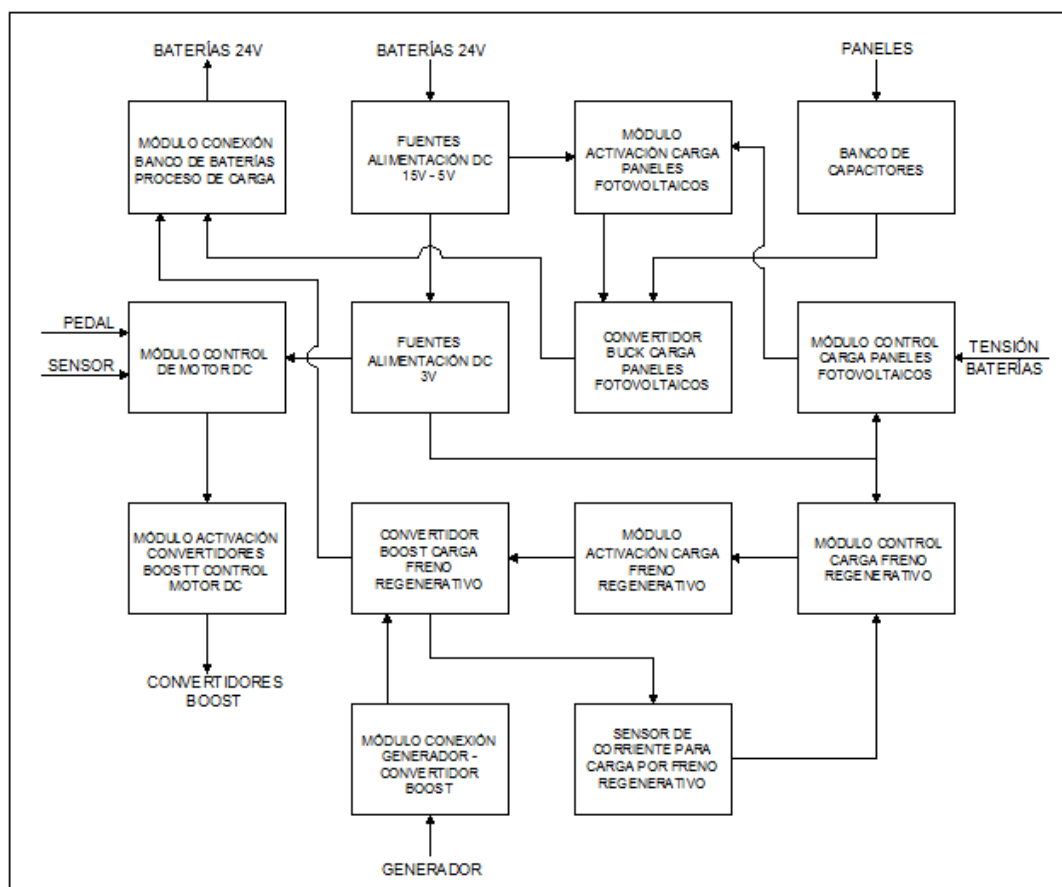 BATERÍAS 24V
BATERÍAS 24V
PANELES
MÓDULO CONEXIÓN
BANCO DE BATERÍAS
PROCESO DE CARGA
FUENTES
ALIMENTACIÓN DC
15V - 5V
MÓDULO
ACTIVACIÓN CARGA
PANELES
FOTOVOLTAICOS
BANCO DE
CAPACITORES
PEDAL
SENSOR
MÓDULO CONTROL
DE MOTOR DC
FUENTES
ALIMENTACIÓN DC
3V
CONVERTIDOR
BUCK CARGA
PANELES
FOTOVOLTAICOS
MÓDULO CONTROL
CARGA PANELES
FOTOVOLTAICOS
TENSIÓN
BATERÍAS
MÓDULO ACTIVACIÓN
CONVERTIDORES
BOOSTT CONTROL
MOTOR DC
CONVERTIDOR
BOOST CARGA
FRENO
REGENERATIVO
MÓDULO
ACTIVACIÓN CARGA
FRENO
REGENERATIVO
MÓDULO CONTROL
CARGA FRENO
REGENERATIVO
CONVERTIDORES
BOOST
MÓDULO CONEXIÓN
GENERADOR -
CONVERTIDOR
BOOST
SENSOR DE
CORRIENTE PARA
CARGA POR FRENO
REGENERATIVO
GENERADOR